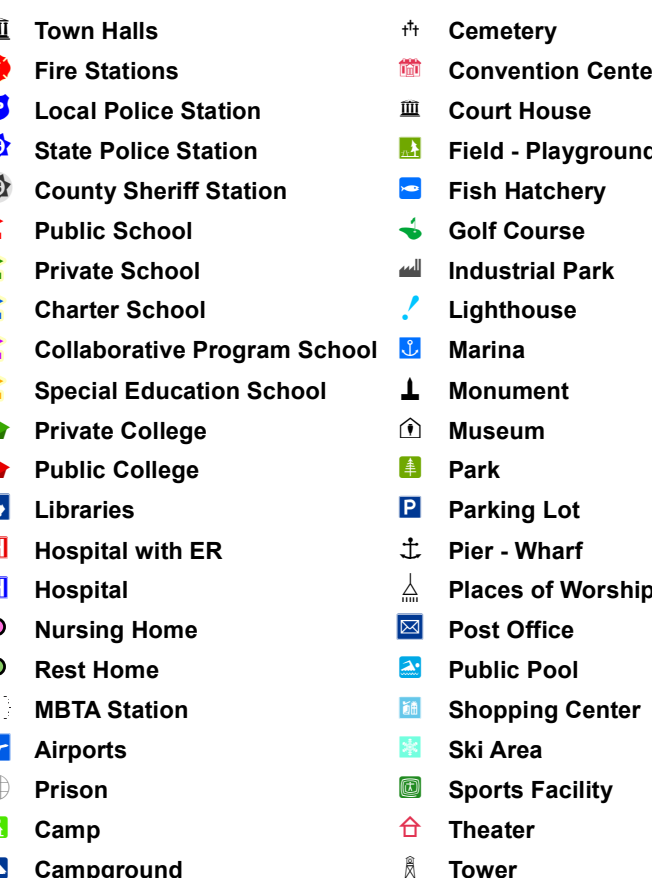 Town Halls
Fire Stations
Local Police Station
State Police Station
County Sheriff Station
Public School
Private School
Charter School
Collaborative Program School
Special Education School
Private College
Public College
Libraries
Hospital with ER
Hospital
Nursing Home
Rest Home
MBTA Station
Airports
Prison
Camp
Campground
Cemetery
Convention Cente
Court House
Field - Playground
Fish Hatchery
Golf Course
Industrial Park
Lighthouse
Marina
Monument
Museum
Park
P Parking Lot
Pier - Wharf
Places of Worship
Post Office
Public Pool
Shopping Center
Ski Area
Sports Facility
Theater
Tower